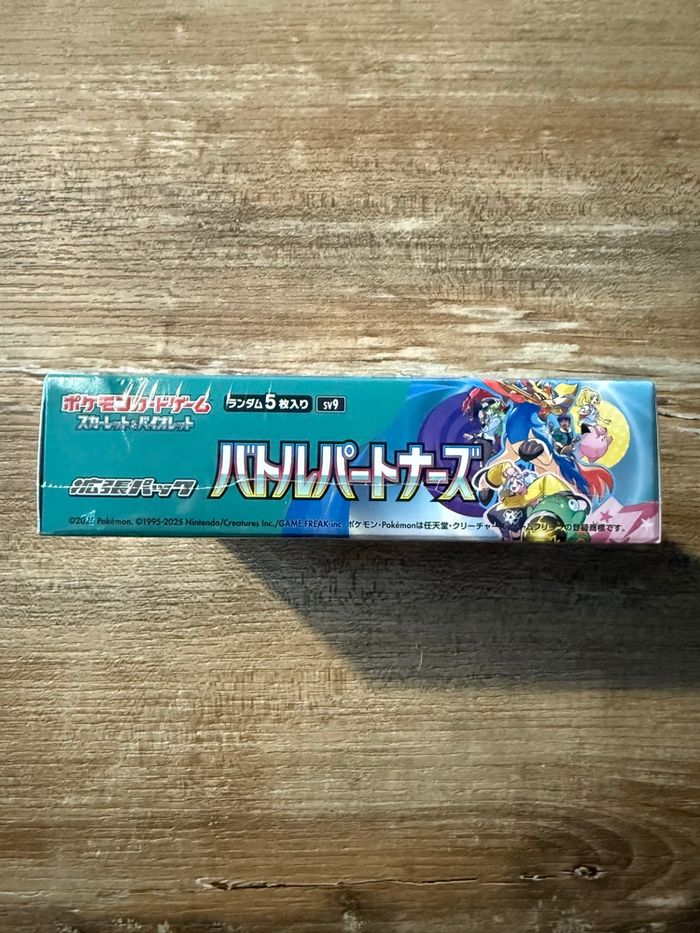 ポケモンカードゲーム
スカーレット&バイオレット
ランダム5枚入り sv9
拡張パック
バトルパートナーズ
©2025 Pokémon. ©1995-2025 Nintendo/Creatures Inc./GAME FREAK inc. ポケモン・Pokémonは任天堂・クリーチャーズ・ゲームフリークの登録商標です。